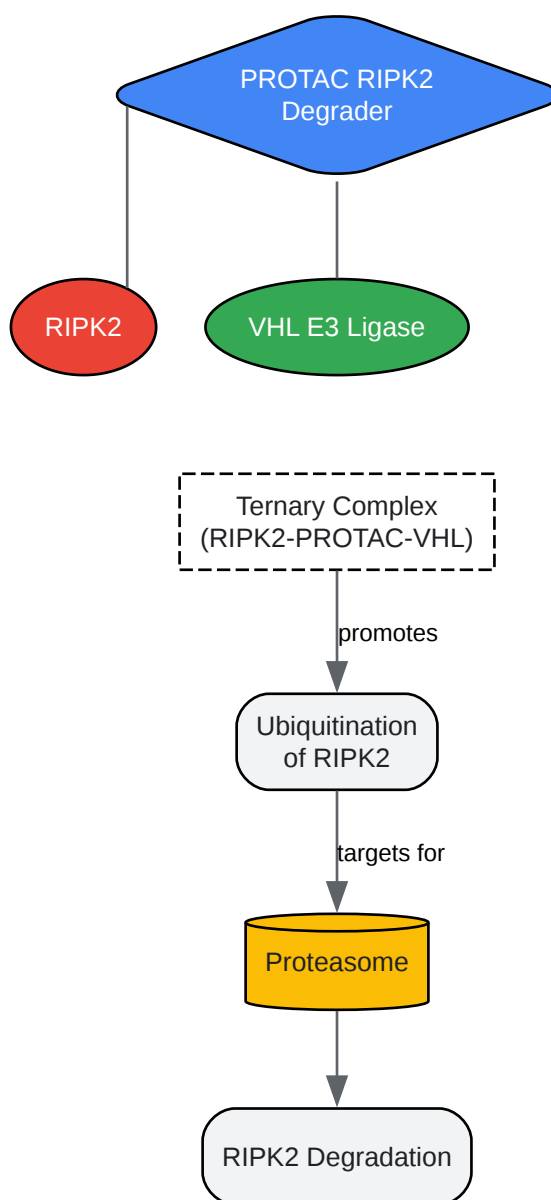 PROTAC RIPK2
Degrader
RIPK2
VHL E3 Ligase
Ternary Complex
(RIPK2-PROTAC-VHL)
promotes
Ubiquitination
of RIPK2
targets for
Proteasome
RIPK2 Degradation